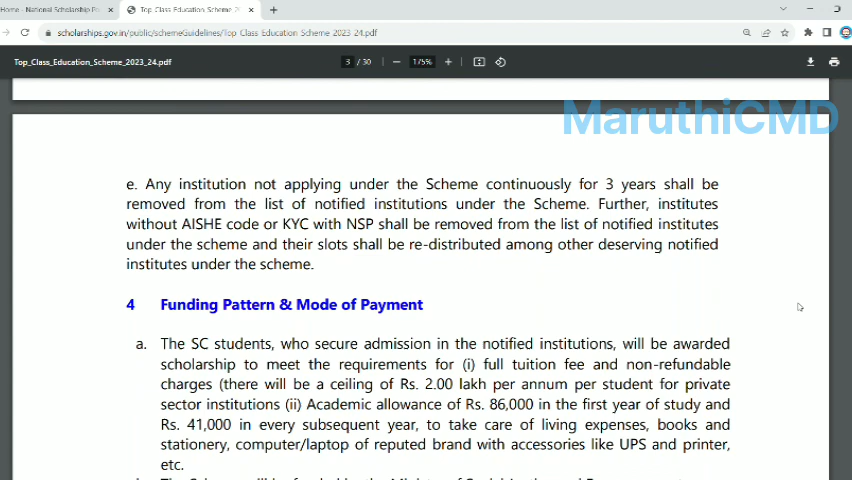 Home - National Scholarship Po
Top Class Education Scheme 2
scholarships.gov.in/public/schemeGuidelines/Top Class Education Scheme 2023 24.pdf
Top_Class_Education_Scheme_2023_24.pdf
3 / 30
175%
MaruthiCMD
e. Any institution not applying under the Scheme continuously for 3 years shall be
removed from the list of notified institutions under the Scheme. Further, institutes
without AISHE code or KYC with NSP shall be removed from the list of notified institutes
under the scheme and their slots shall be re-distributed among other deserving notified
institutes under the scheme.
4 Funding Pattern & Mode of Payment
a. The SC students, who secure admission in the notified institutions, will be awarded
scholarship to meet the requirements for (i) full tuition fee and non-refundable
charges (there will be a ceiling of Rs. 2.00 lakh per annum per student for private
sector institutions (ii) Academic allowance of Rs. 86,000 in the first year of study and
Rs. 41,000 in every subsequent year, to take care of living expenses, books and
stationery, computer/laptop of reputed brand with accessories like UPS and printer,
etc.